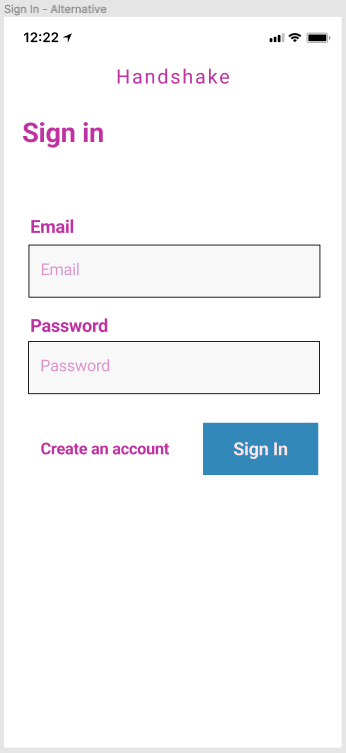 Sign In - Alternative
12:22
Handshake
Sign in
Email
Email
Password
Password
Create an account
Sign In